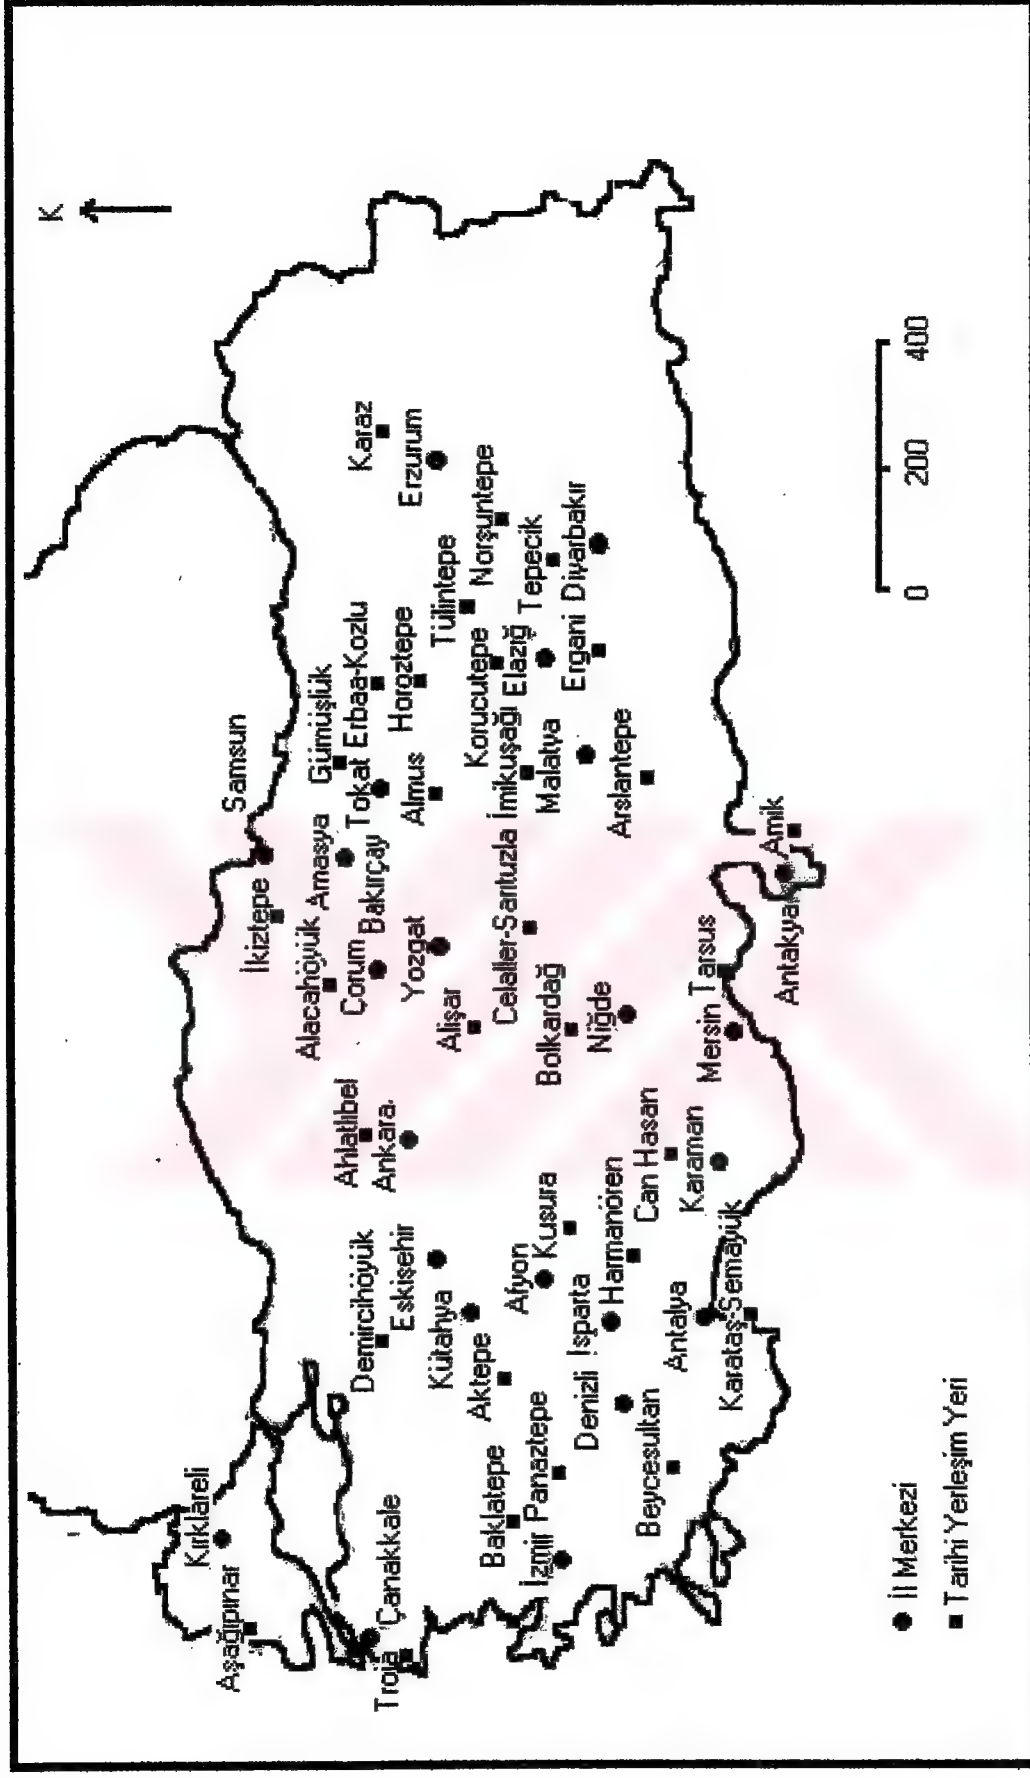 K
Kırklareli
Aşağıpınar
Samsun
İkiztepe
Gümüşlük
Amasya
Alacahöyük
Tokat
Erbaa-Kozlu
Karaz
Çorum
Bakırçay
Horoztepe
Erzurum
Ahlatlıbel
Ankara
Yozgat
Almus
Tülintepe
Norşuntepe
Demircihöyük
Eskişehir
Çanakkale
Troia
Kütahya
Alişar
Korucutepe
Elazığ
Tepecik
Aktepe
Celaller-Sarıtuzla
İmikuşağı
Baklatepe
Afyon
Kusura
Bolkardağ
Malatya
Ergani
Diyarbakır
İzmir
Panaztepe
Denizli
Isparta
Harmanören
Niğde
Arslantepe
Can Hasan
Beycesultan
Antalya
Karaman
Mersin
Tarsus
Karataş-Semayük
Amik
Antakya
0 200 400
İl Merkezi
Tarihi Yerleşim Yeri